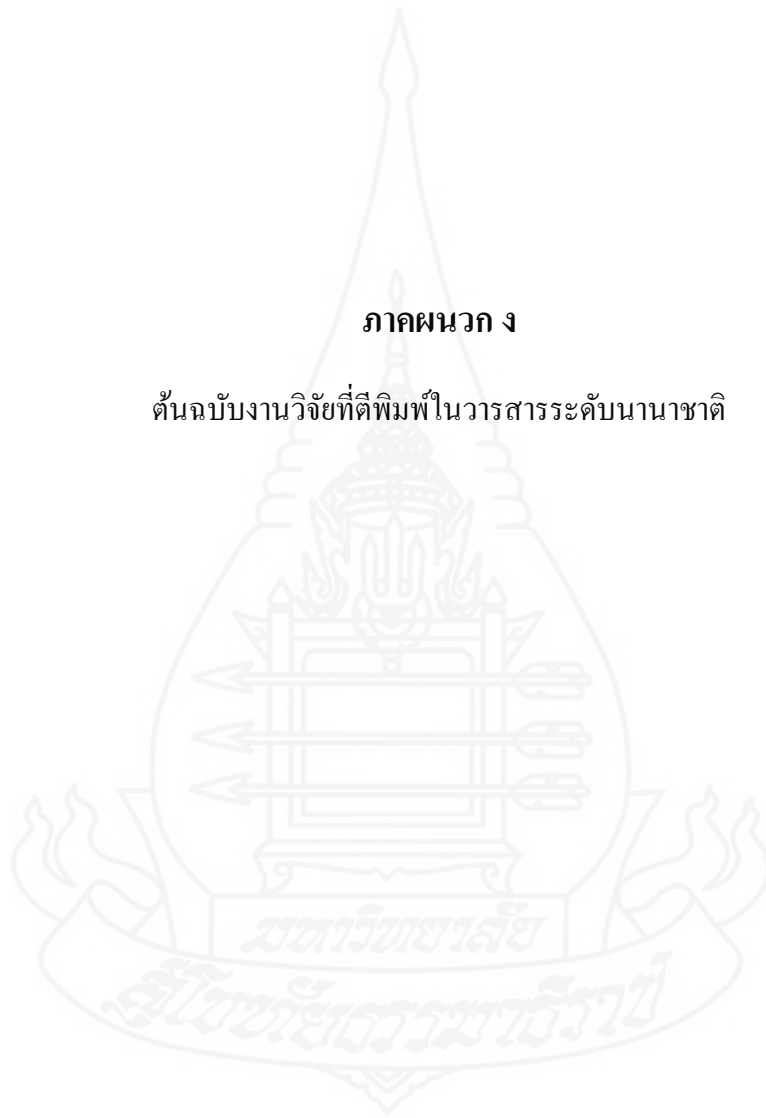 ภาคผนวก ง
ต้นฉบับงานวิจัยที่ตีพิมพ์ในวารสารระดับนานาชาติ
มหาวิทยาลัย
สุโขทัยธรรมาธิราช